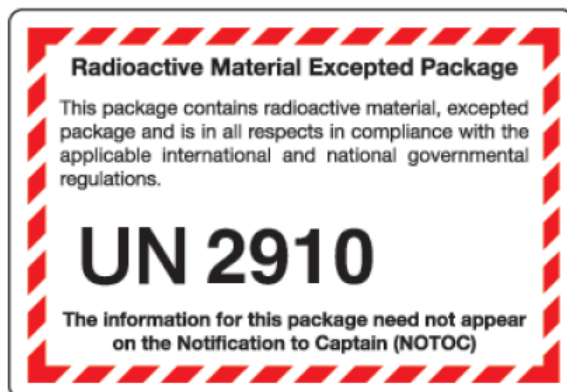 Radioactive Material Excepted Package
This package contains radioactive material, excepted
package and is in all respects in compliance with the
applicable international and national governmental
regulations.
UN 2910
The information for this package need not appear
on the Notification to Captain (NOTOC)